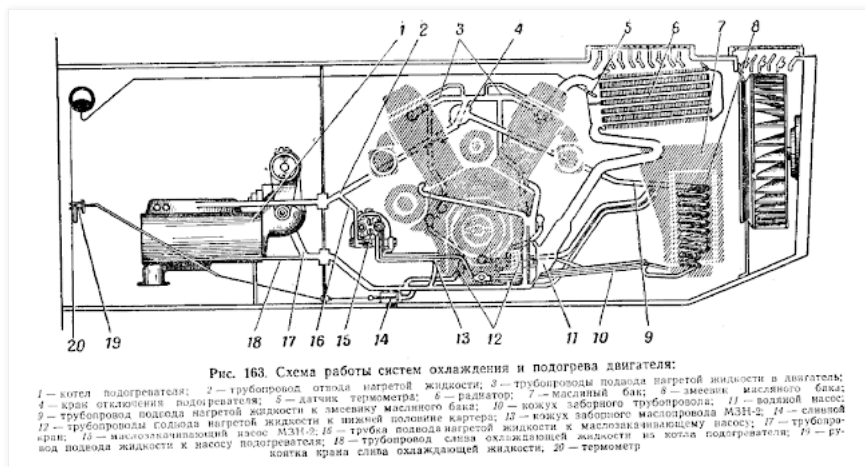 1 2 3 4 5 6 7 8
20 19 18 17 16 15 14 13 12 11 10 9
Рис. 163. Схема работы систем охлаждения и подогрева двигателя:
1 — котел подогревателя; 2 — трубопровод отвода нагретой жидкости; 3 — трубопроводы подвода нагретой жидкости в двигатель;
4 — кран отключения подогревателя; 5 — датчик термометра; 6 — радиатор; 7 — масляный бак; 8 — змеевик масляного бака;
9 — трубопровод подвода нагретой жидкости к змеевику масляного бака; 10 — кожух заборного трубопровода; 11 — водяной насос;
12 — трубопроводы подвода нагретой жидкости к нижней половине картера; 13 — кожух заборного маслопровода МЗН-2; 14 — сливной
кран; 15 — маслозакачивающий насос МЗН-2; 16 — трубка подвода нагретой жидкости к маслозакачивающему насосу; 17 — трубопро-
вод подвода жидкости к насосу подогревателя; 18 — трубопровод слива охлаждающей жидкости из котла подогревателя; 19 — ру-
коятка крана слива охлаждающей жидкости; 20 — термометр